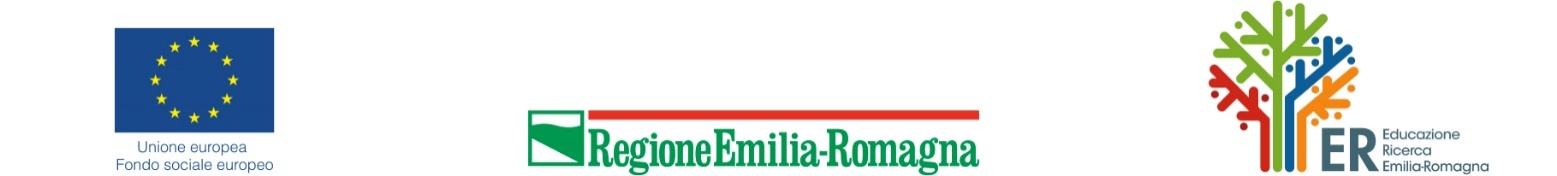 Unione europea
Fondo sociale europeo
RegioneEmilia-Romagna
ER
Educazione
Ricerca
Emilia-Romagna